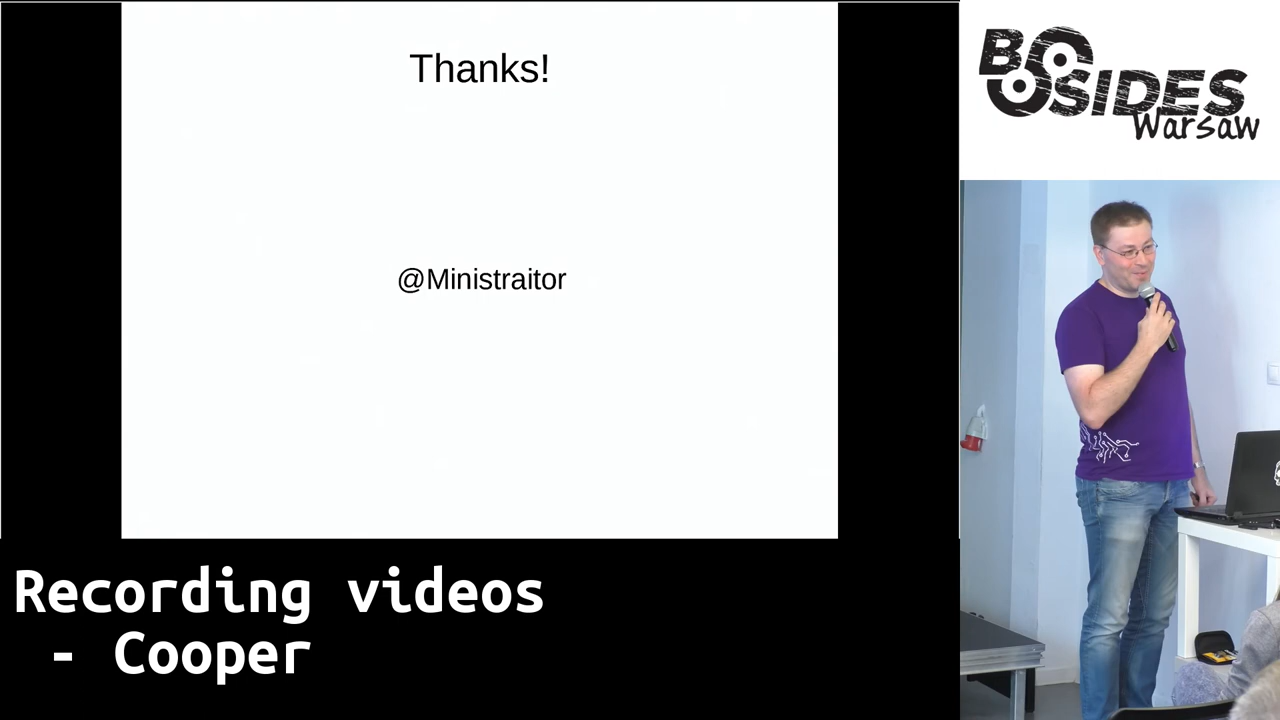 Thanks!
@Ministraitor
BSIDES
Warsaw
Recording videos
- Cooper